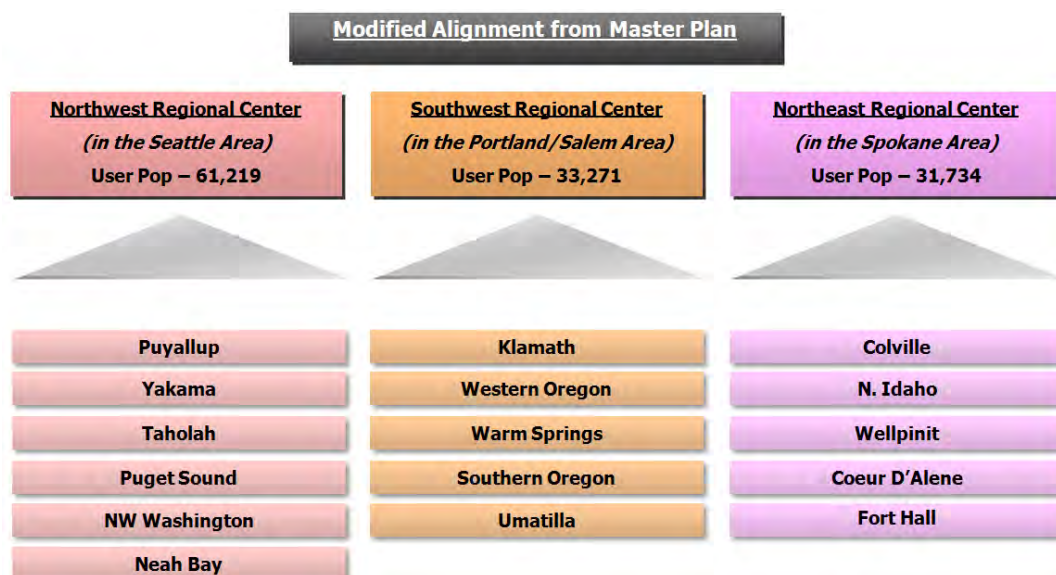 Modified Alignment from Master Plan
Northwest Regional Center
(in the Seattle Area)
User Pop – 61,219
Southwest Regional Center
(in the Portland/Salem Area)
User Pop – 33,271
Northeast Regional Center
(in the Spokane Area)
User Pop – 31,734
Puyallup
Yakama
Taholah
Puget Sound
NW Washington
Neah Bay
Klamath
Western Oregon
Warm Springs
Southern Oregon
Umatilla
Colville
N. Idaho
Wellpinit
Coeur D’Alene
Fort Hall